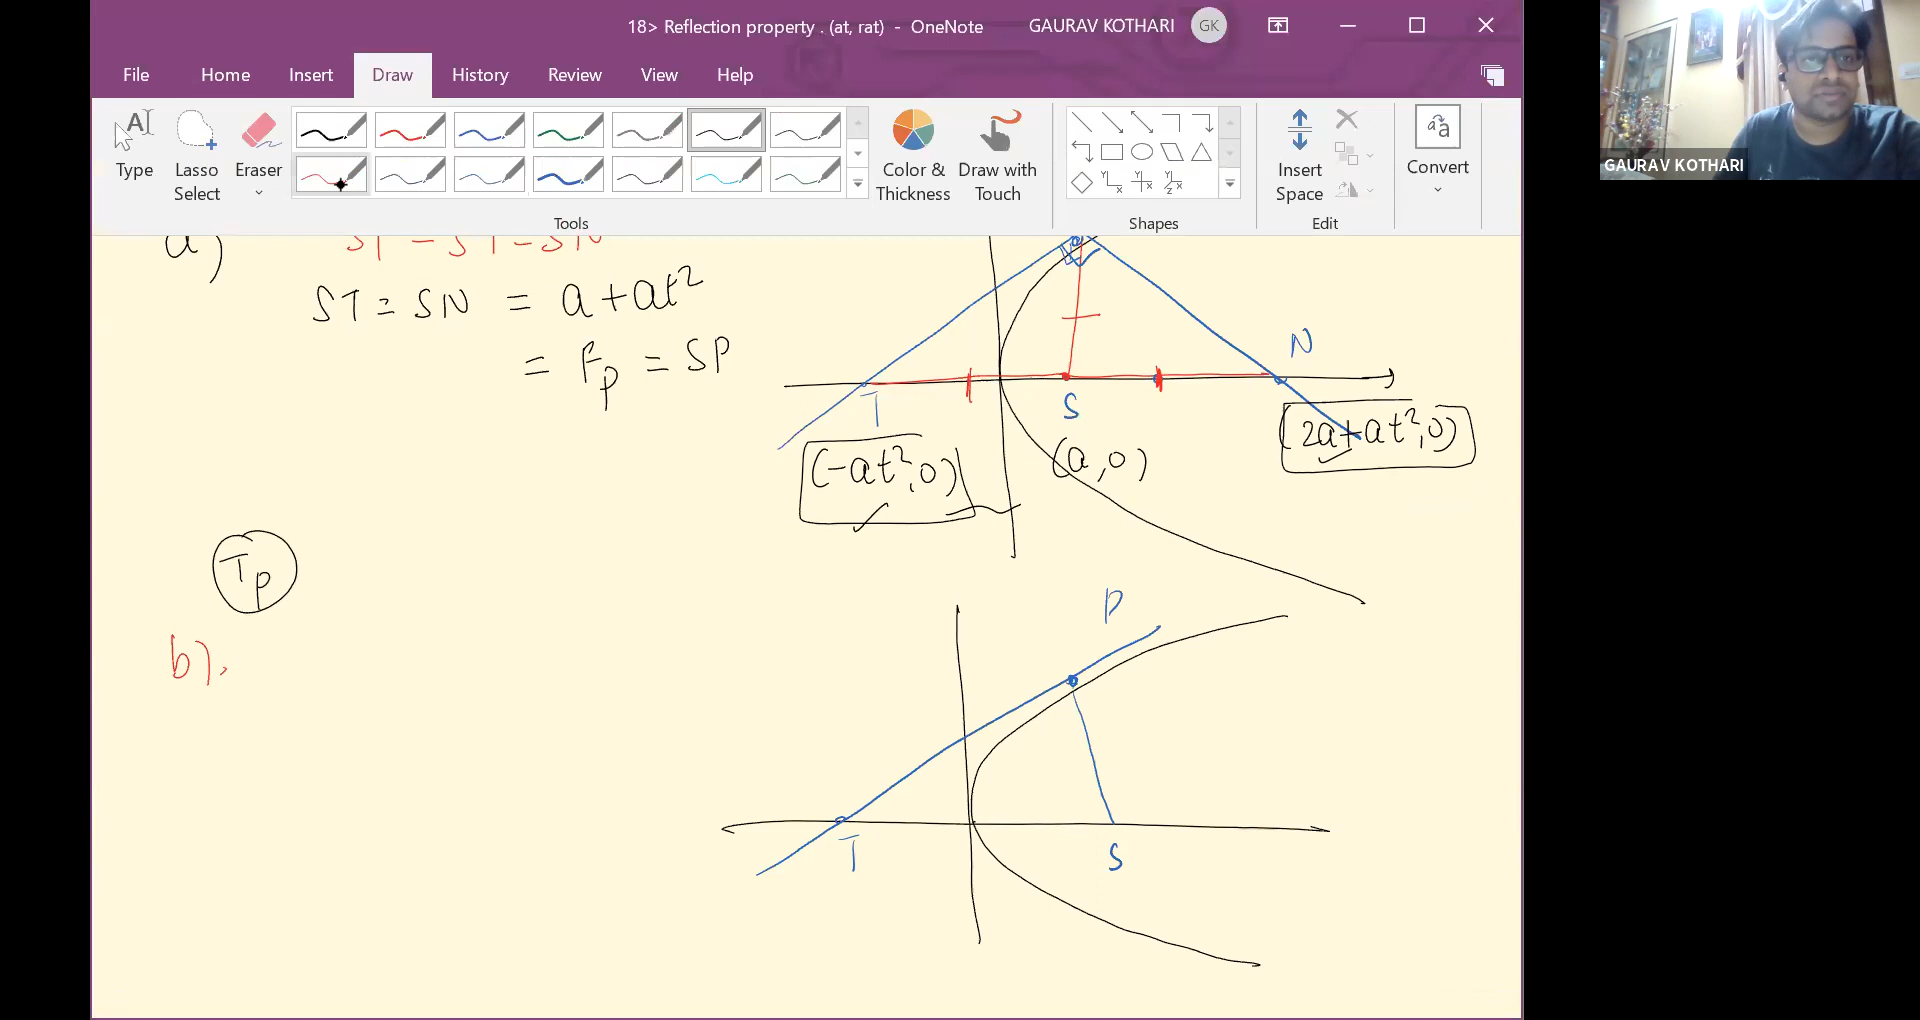 18> Reflection property . (at, rat) - OneNote
GAURAV KOTHARI
GK
File
Home
Insert
Draw
History
Review
View
Help
Type
Lasso Select
Eraser
Color & Thickness
Draw with Touch
Insert Space
Convert
Tools
Shapes
Edit
GAURAV KOTHARI
a)
ST = SN = a + at²
= Fp = SP
N
T
S
(2a + at², 0)
(-at², 0)
(a, 0)
Tp
P
b).
T
S